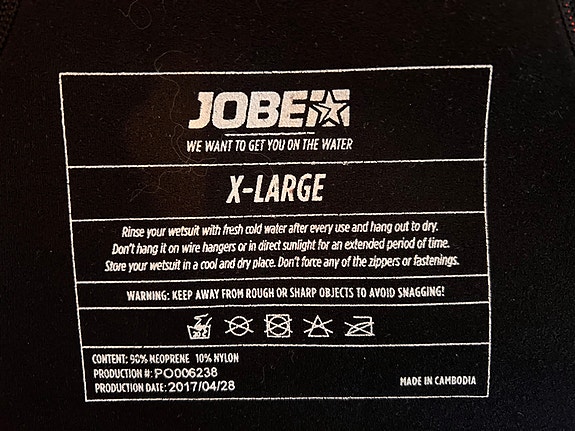 JOBE
WE WANT TO GET YOU ON THE WATER
X-LARGE
Rinse your wetsuit with fresh cold water after every use and hang out to dry.
Don't hang it on wire hangers or in direct sunlight for an extended period of time.
Store your wetsuit in a cool and dry place. Don't force any of the zippers or fastenings.
WARNING: KEEP AWAY FROM ROUGH OR SHARP OBJECTS TO AVOID SNAGGING!
CONTENT: 90% NEOPRENE 10% NYLON
PRODUCTION #: PO006238
PRODUCTION DATE: 2017/04/28
MADE IN CAMBODIA